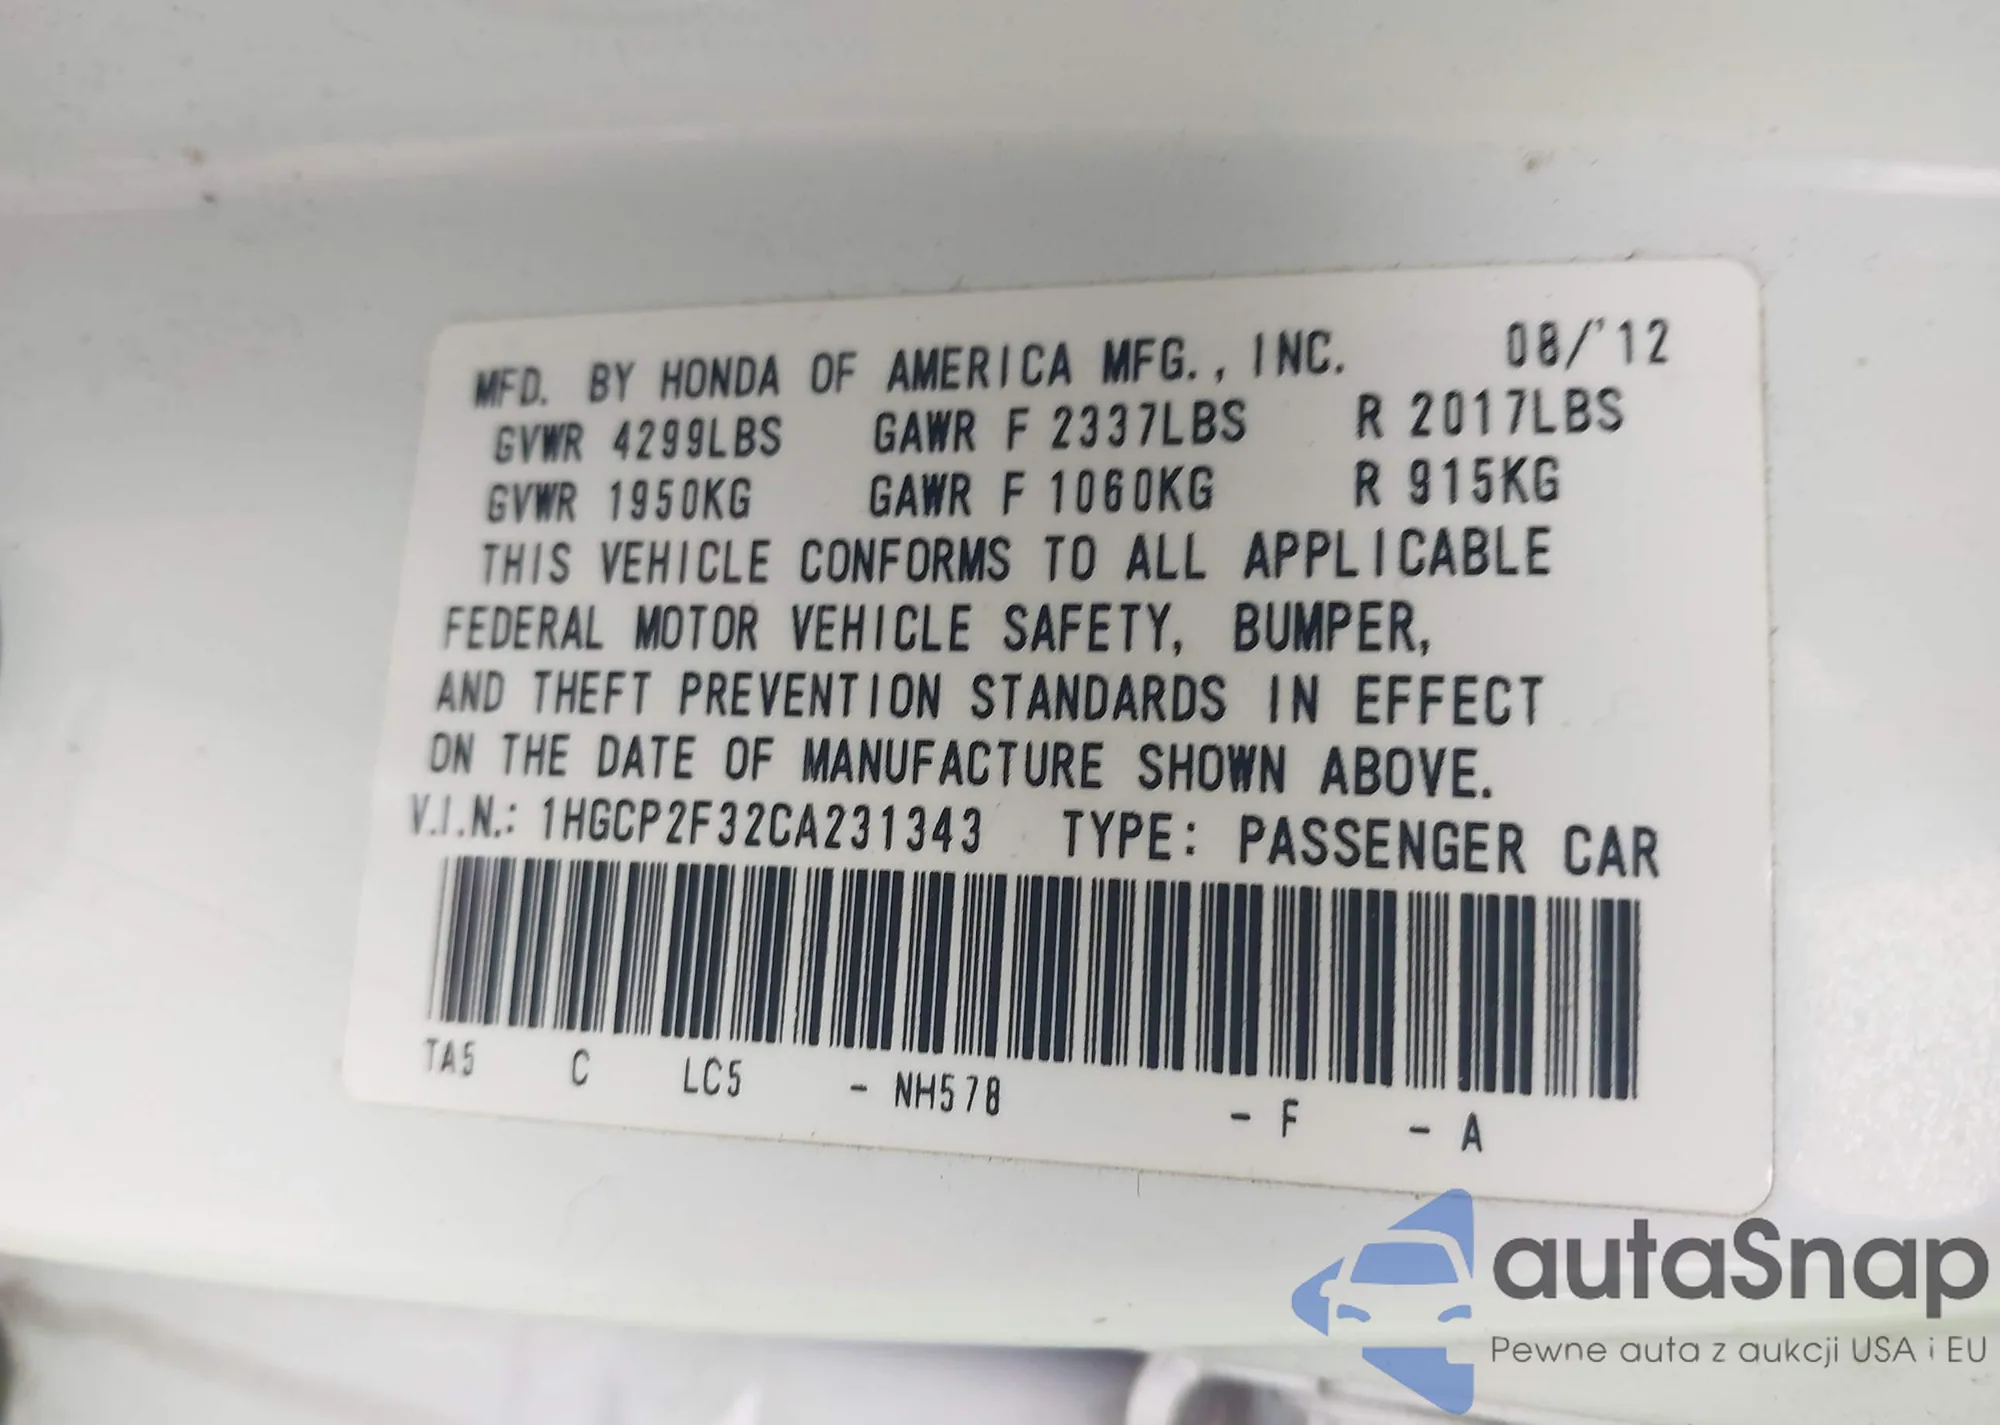 MFD. BY HONDA OF AMERICA MFG., INC. 08/'12
GVWR 4299LBS GAWR F 2337LBS R 2017LBS
GVWR 1950KG GAWR F 1060KG R 915KG
THIS VEHICLE CONFORMS TO ALL APPLICABLE
FEDERAL MOTOR VEHICLE SAFETY, BUMPER,
AND THEFT PREVENTION STANDARDS IN EFFECT
ON THE DATE OF MANUFACTURE SHOWN ABOVE.
V.I.N.: 1HGCP2F32CA231343 TYPE: PASSENGER CAR
TA5 C LC5 - NH578 - F - A
autaSnap
Pewne auta z aukcji USA i EU